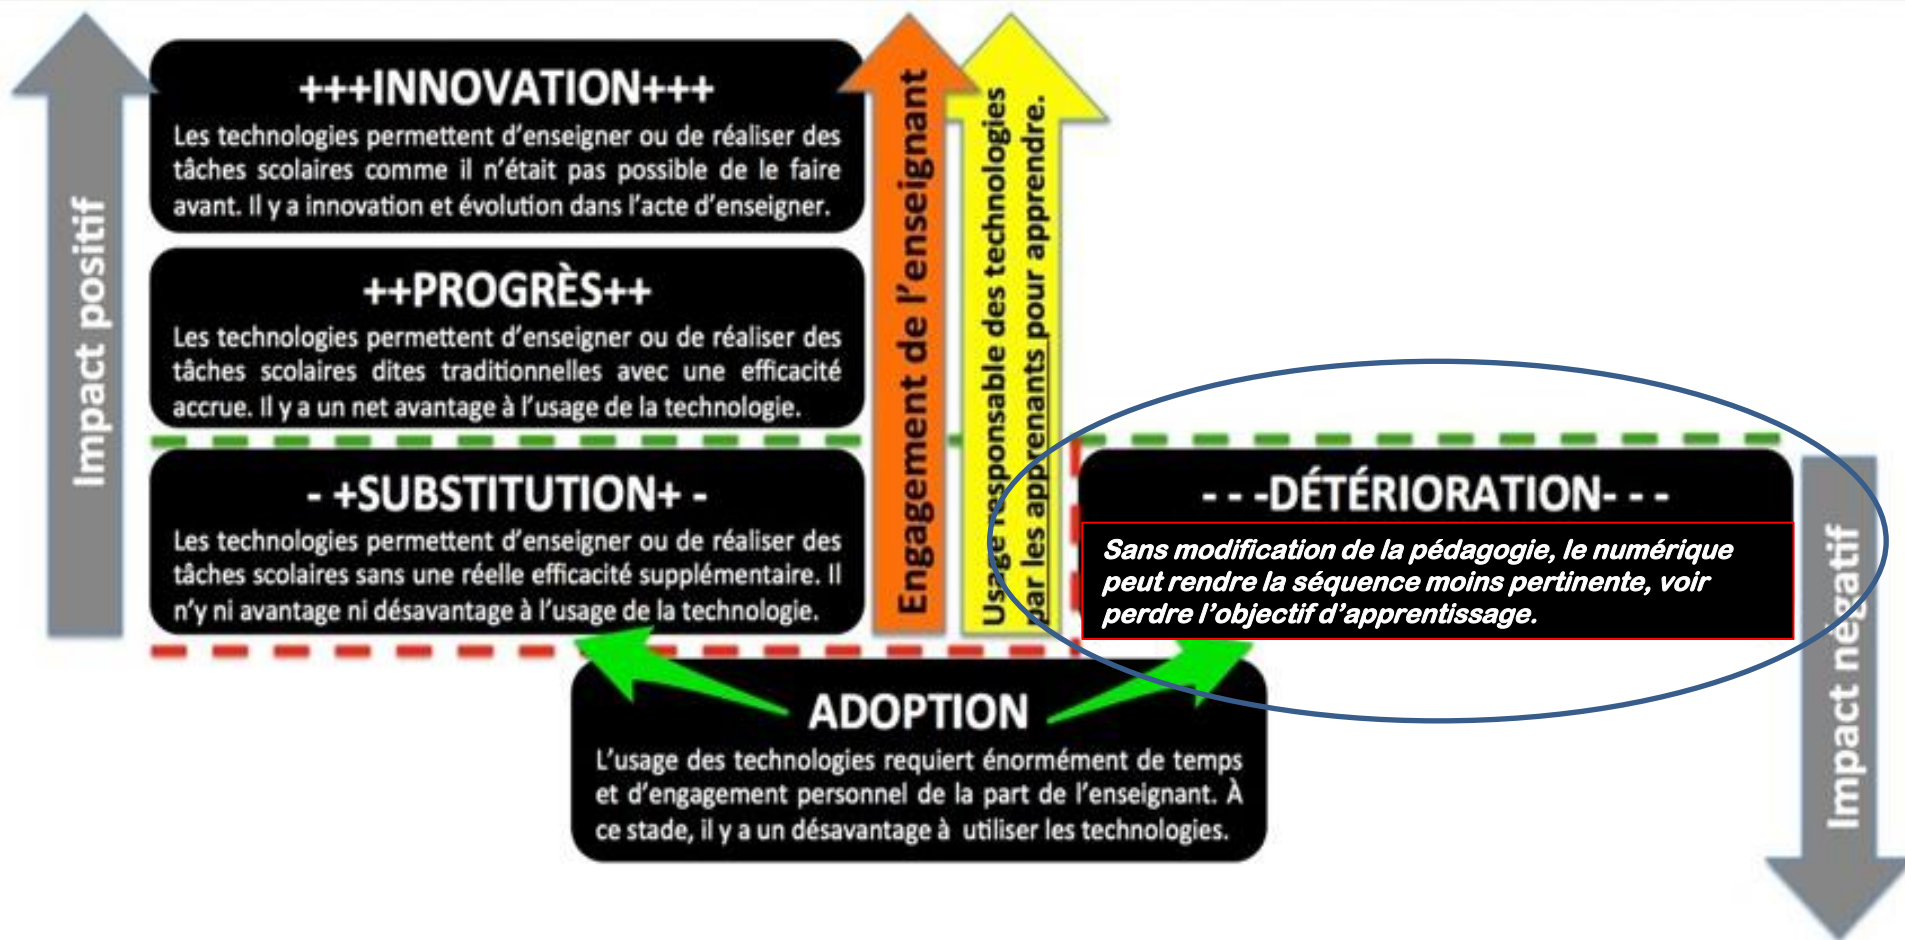 Impact positif
+++INNOVATION+++
Les technologies permettent d'enseigner ou de réaliser des
tâches scolaires comme il n'était pas possible de le faire
avant. Il y a innovation et évolution dans l'acte d'enseigner.
++PROGRÈS++
Les technologies permettent d'enseigner ou de réaliser des
tâches scolaires dites traditionnelles avec une efficacité
accrue. Il y a un net avantage à l'usage de la technologie.
- +SUBSTITUTION+ -
Les technologies permettent d'enseigner ou de réaliser des
tâches scolaires sans une réelle efficacité supplémentaire. Il
n'y ni avantage ni désavantage à l'usage de la technologie.
Engagement de l'enseignant
Usage responsable des technologies
par les apprenants pour apprendre.
- - -DÉTÉRIORATION- - -
Sans modification de la pédagogie, le numérique
peut rendre la séquence moins pertinente, voir
perdre l'objectif d'apprentissage.
Impact négatif
ADOPTION
L'usage des technologies requiert énormément de temps
et d'engagement personnel de la part de l'enseignant. À
ce stade, il y a un désavantage à utiliser les technologies.